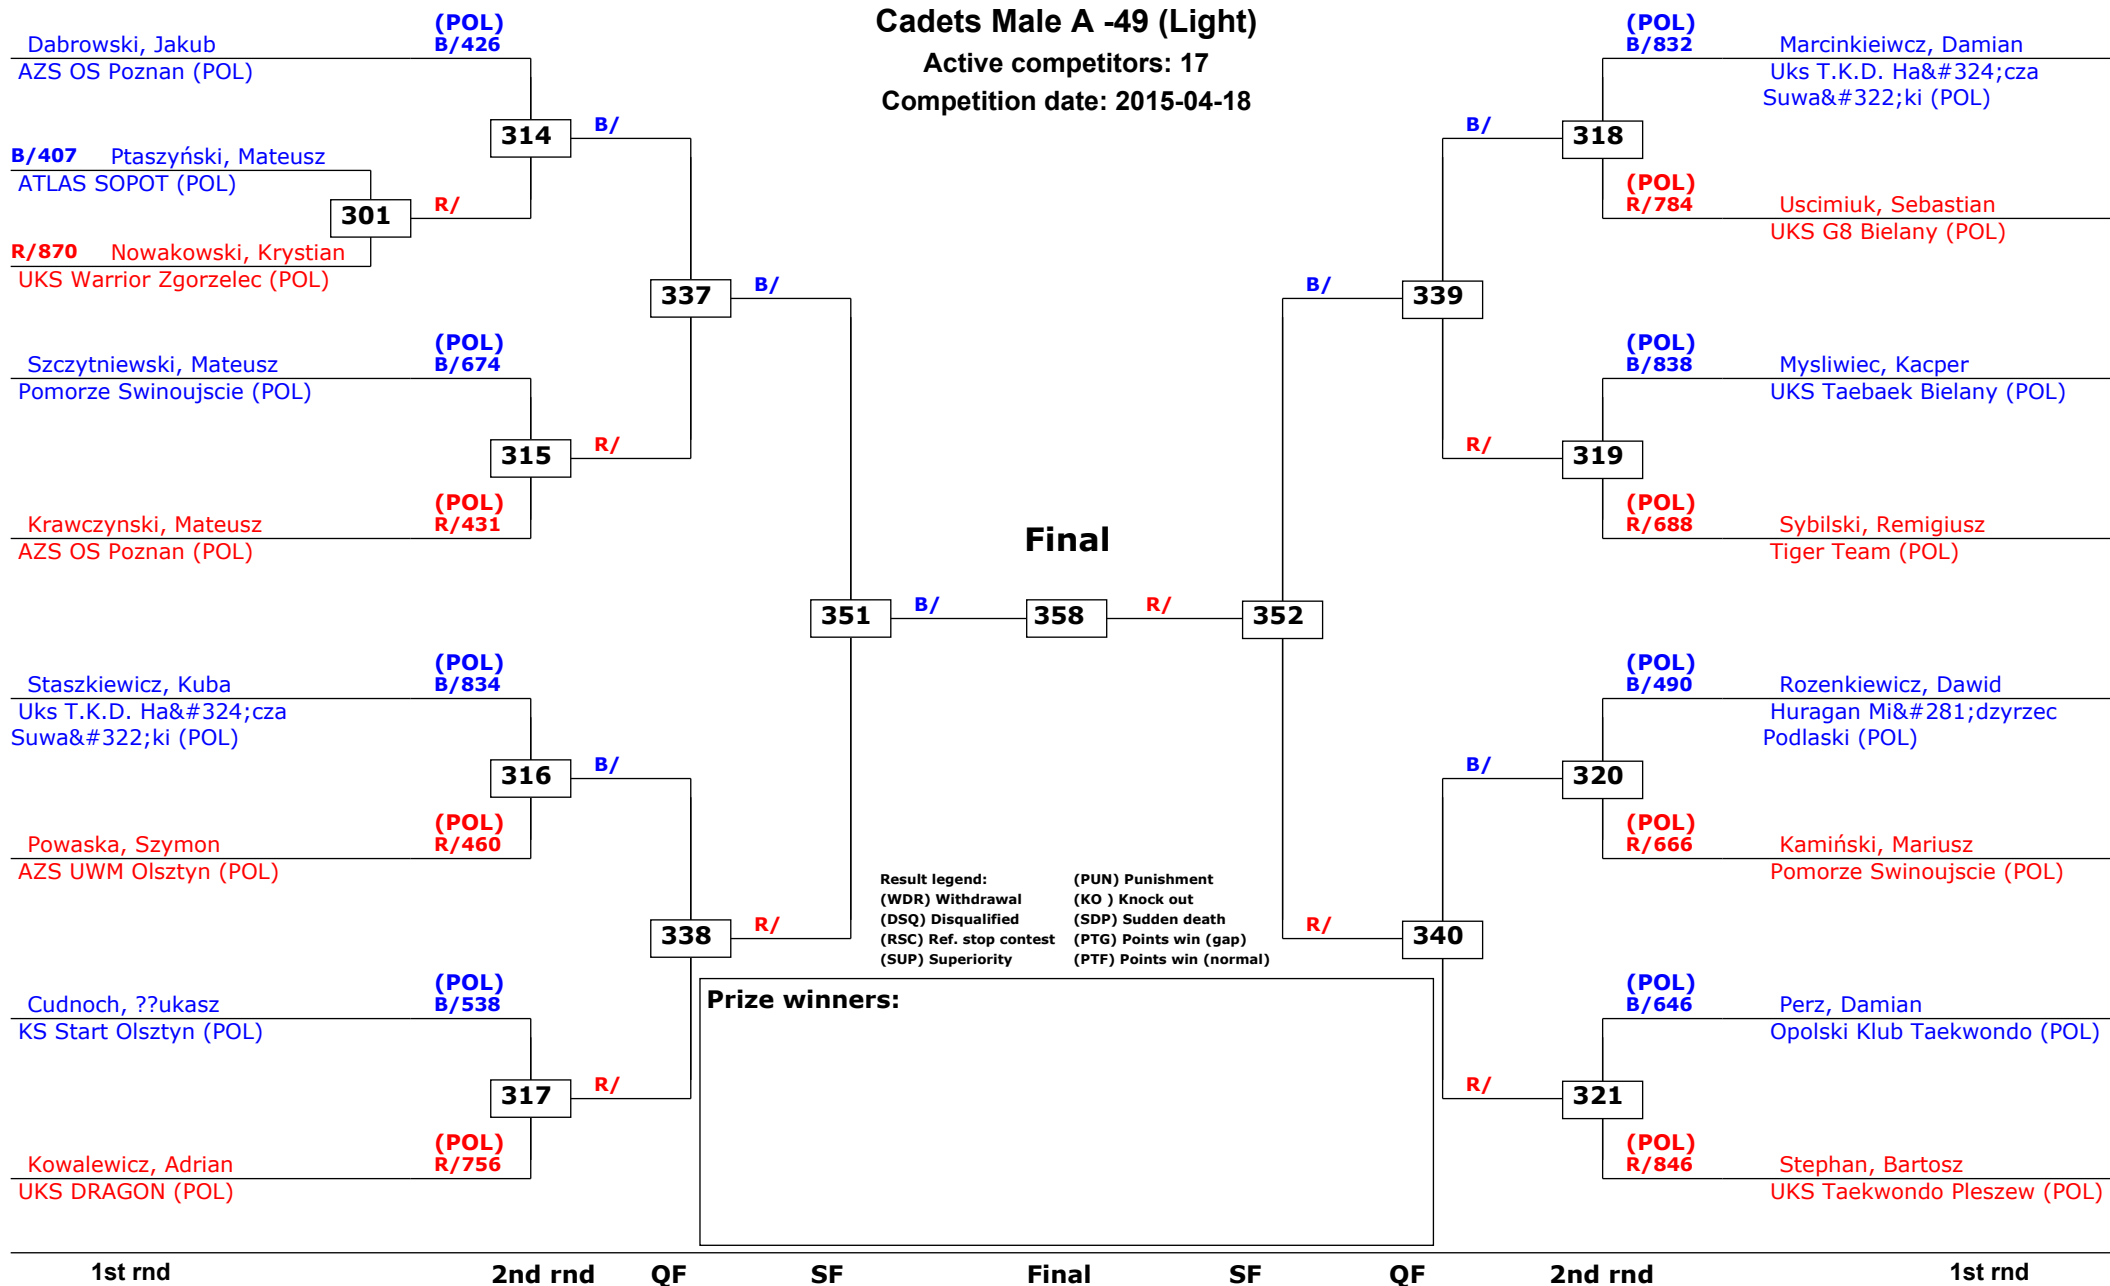 Cadets Male A -49 (Light)
Active competitors: 17
Competition date: 2015-04-18
(POL)
Dabrowski, Jakub B/426
AZS OS Poznan (POL)
314
B/
B/407 Ptaszyński, Mateusz
ATLAS SOPOT (POL)
301
R/
R/870 Nowakowski, Krystian
UKS Warrior Zgorzelec (POL)
337
B/
(POL)
Szczytniewski, Mateusz B/674
Pomorze Swinoujscie (POL)
315
R/
(POL)
Krawczynski, Mateusz R/431
AZS OS Poznan (POL)
351
B/
(POL)
Staszkiewicz, Kuba B/834
Uks T.K.D. Ha&#324;cza
Suwa&#322;ki (POL)
316
B/
(POL)
Powaska, Szymon R/460
AZS UWM Olsztyn (POL)
338
R/
(POL)
Cudnoch, ??ukasz B/538
KS Start Olsztyn (POL)
317
R/
(POL)
Kowalewicz, Adrian R/756
UKS DRAGON (POL)
Final
358
R/
352
(POL)
B/832 Marcinkieiwcz, Damian
Uks T.K.D. Ha&#324;cza
Suwa&#322;ki (POL)
B/
318
(POL)
R/784 Uscimiuk, Sebastian
UKS G8 Bielany (POL)
B/
339
(POL)
B/838 Mysliwiec, Kacper
UKS Taebaek Bielany (POL)
R/
319
(POL)
R/688 Sybilski, Remigiusz
Tiger Team (POL)
(POL)
B/490 Rozenkiewicz, Dawid
Huragan Mi&#281;dzyrzec
Podlaski (POL)
B/
320
(POL)
R/666 Kamiński, Mariusz
Pomorze Swinoujscie (POL)
R/
340
(POL)
B/646 Perz, Damian
Opolski Klub Taekwondo (POL)
R/
321
(POL)
R/846 Stephan, Bartosz
UKS Taekwondo Pleszew (POL)
Result legend: (PUN) Punishment
(WDR) Withdrawal (KO ) Knock out
(DSQ) Disqualified (SDP) Sudden death
(RSC) Ref. stop contest (PTG) Points win (gap)
(SUP) Superiority (PTF) Points win (normal)
Prize winners:
1st rnd 2nd rnd QF SF Final SF QF 2nd rnd 1st rnd